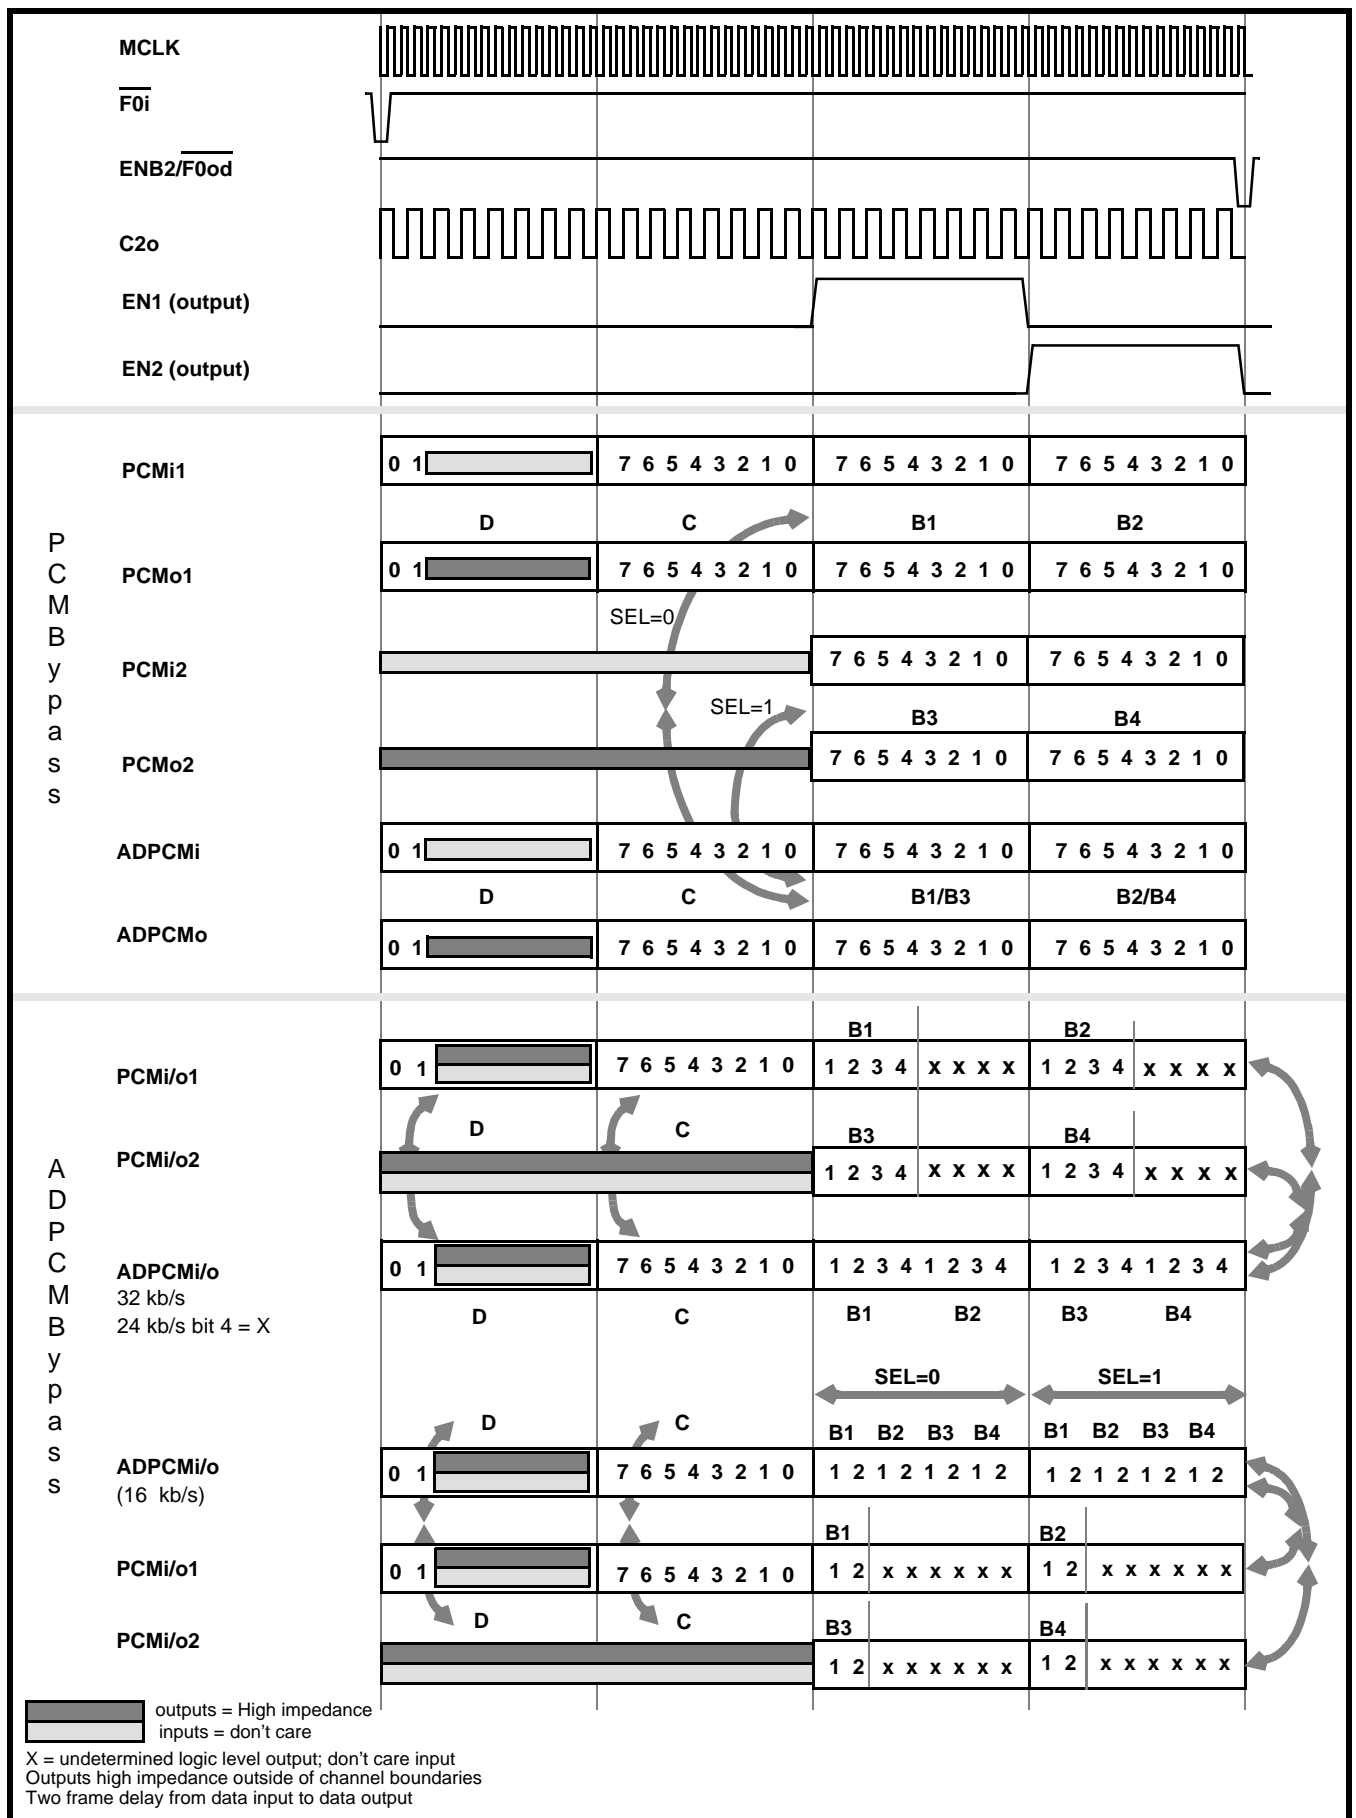 MCLK
F0i
ENB2/F0od
C2o
EN1 (output)
EN2 (output)
PCM Bypass
PCMi1
0 1 7 6 5 4 3 2 1 0 7 6 5 4 3 2 1 0 7 6 5 4 3 2 1 0
D C B1 B2
PCMo1
0 1 7 6 5 4 3 2 1 0 7 6 5 4 3 2 1 0 7 6 5 4 3 2 1 0
SEL=0
PCMi2
7 6 5 4 3 2 1 0 7 6 5 4 3 2 1 0
SEL=1
B3 B4
PCMo2
7 6 5 4 3 2 1 0 7 6 5 4 3 2 1 0
ADPCMi
0 1 7 6 5 4 3 2 1 0 7 6 5 4 3 2 1 0 7 6 5 4 3 2 1 0
D C B1/B3 B2/B4
ADPCMo
0 1 7 6 5 4 3 2 1 0 7 6 5 4 3 2 1 0 7 6 5 4 3 2 1 0
ADPCM Bypass
B1 B2
PCMi/o1
0 1 7 6 5 4 3 2 1 0 1 2 3 4 x x x x 1 2 3 4 x x x x
D C B3 B4
PCMi/o2
1 2 3 4 x x x x 1 2 3 4 x x x x
ADPCMi/o
0 1 7 6 5 4 3 2 1 0 1 2 3 4 1 2 3 4 1 2 3 4 1 2 3 4
32 kb/s
24 kb/s bit 4 = X
D C B1 B2 B3 B4
SEL=0 SEL=1
D C B1 B2 B3 B4 B1 B2 B3 B4
ADPCMi/o
(16 kb/s)
0 1 7 6 5 4 3 2 1 0 1 2 1 2 1 2 1 2 1 2 1 2 1 2 1 2
B1 B2
PCMi/o1
0 1 7 6 5 4 3 2 1 0 1 2 x x x x x x 1 2 x x x x x x
D C B3 B4
PCMi/o2
1 2 x x x x x x 1 2 x x x x x x
outputs = High impedance
inputs = don't care
X = undetermined logic level output; don't care input
Outputs high impedance outside of channel boundaries
Two frame delay from data input to data output